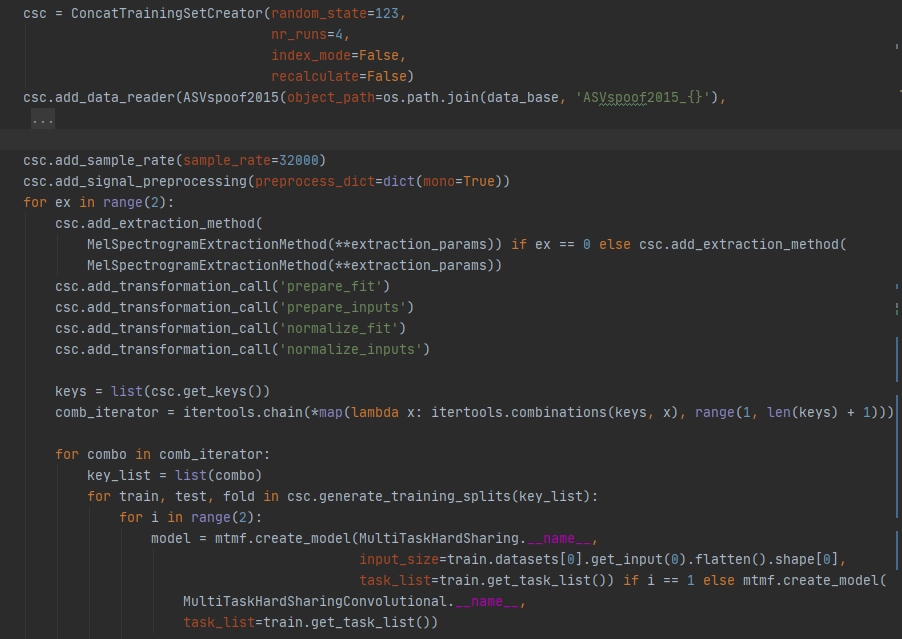 csc = ConcatTrainingSetCreator(random_state=123,
nr_runs=4,
index_mode=False,
recalculate=False)
csc.add_data_reader(ASVspoof2015(object_path=os.path.join(data_base, 'ASVspoof2015_{}'),
...
csc.add_sample_rate(sample_rate=32000)
csc.add_signal_preprocessing(preprocess_dict=dict(mono=True))
for ex in range(2):
csc.add_extraction_method(
MelSpectrogramExtractionMethod(**extraction_params)) if ex == 0 else csc.add_extraction_method(
MelSpectrogramExtractionMethod(**extraction_params))
csc.add_transformation_call('prepare_fit')
csc.add_transformation_call('prepare_inputs')
csc.add_transformation_call('normalize_fit')
csc.add_transformation_call('normalize_inputs')
keys = list(csc.get_keys())
comb_iterator = itertools.chain(*map(lambda x: itertools.combinations(keys, x), range(1, len(keys) + 1)))
for combo in comb_iterator:
key_list = list(combo)
for train, test, fold in csc.generate_training_splits(key_list):
for i in range(2):
model = mtmf.create_model(MultiTaskHardSharing.__name__,
input_size=train.datasets[0].get_input(0).flatten().shape[0],
task_list=train.get_task_list()) if i == 1 else mtmf.create_model(
MultiTaskHardSharingConvolutional.__name__,
task_list=train.get_task_list())